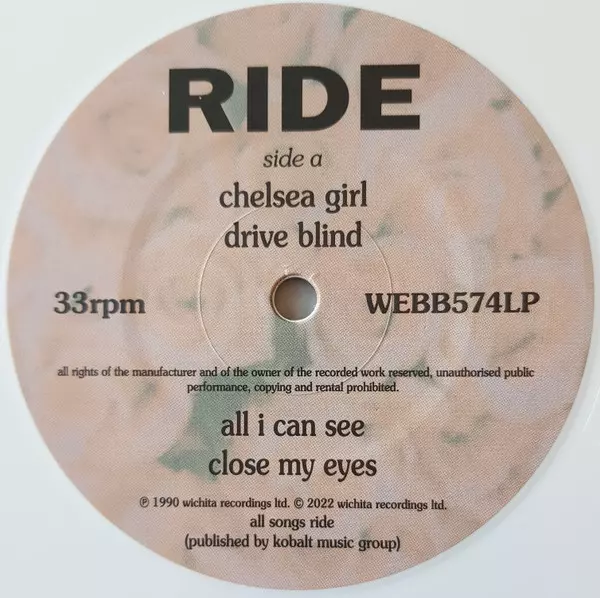 RIDE
side a
chelsea girl
drive blind
33rpm
WEBB574LP
all rights of the manufacturer and of the owner of the recorded work reserved, unauthorised public
performance, copying and rental prohibited.
all i can see
close my eyes
℗ 1990 wichita recordings ltd. © 2022 wichita recordings ltd.
all songs ride
(published by kobalt music group)